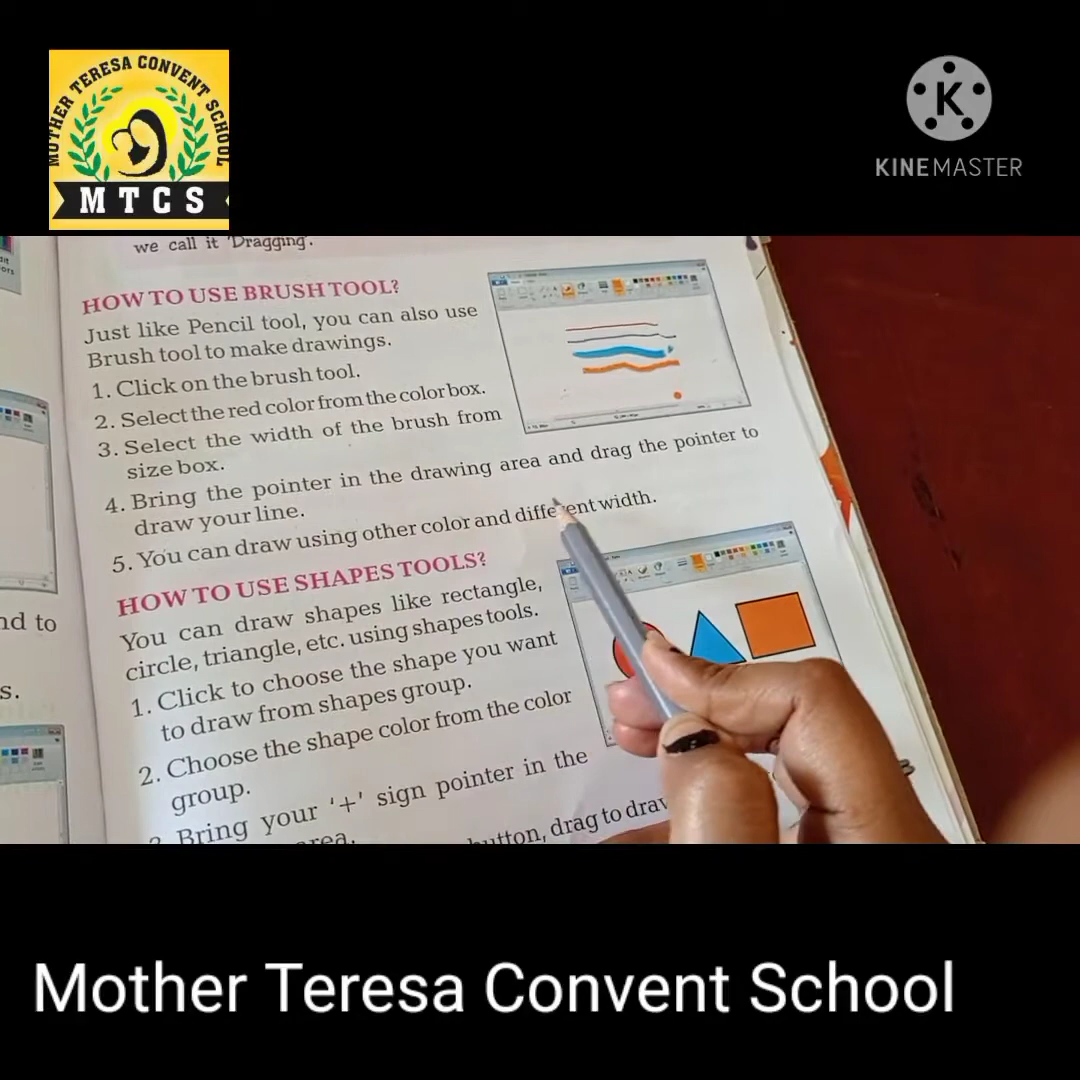 MOTHER TERESA CONVENT SCHOOL
MTCS
K
KINEMASTER
we call it 'Dragging'.
HOW TO USE BRUSH TOOL?
Just like Pencil tool, you can also use
Brush tool to make drawings.
1. Click on the brush tool.
2. Select the red color from the color box.
3. Select the width of the brush from
size box.
4. Bring the pointer in the drawing area and drag the pointer to
draw your line.
5. You can draw using other color and different width.
HOW TO USE SHAPES TOOLS?
You can draw shapes like rectangle,
circle, triangle, etc. using shapes tools.
1. Click to choose the shape you want
to draw from shapes group.
2. Choose the shape color from the color
group.
Bring your '+' sign pointer in the
area.
button, drag to draw
nd to
s.
Mother Teresa Convent School